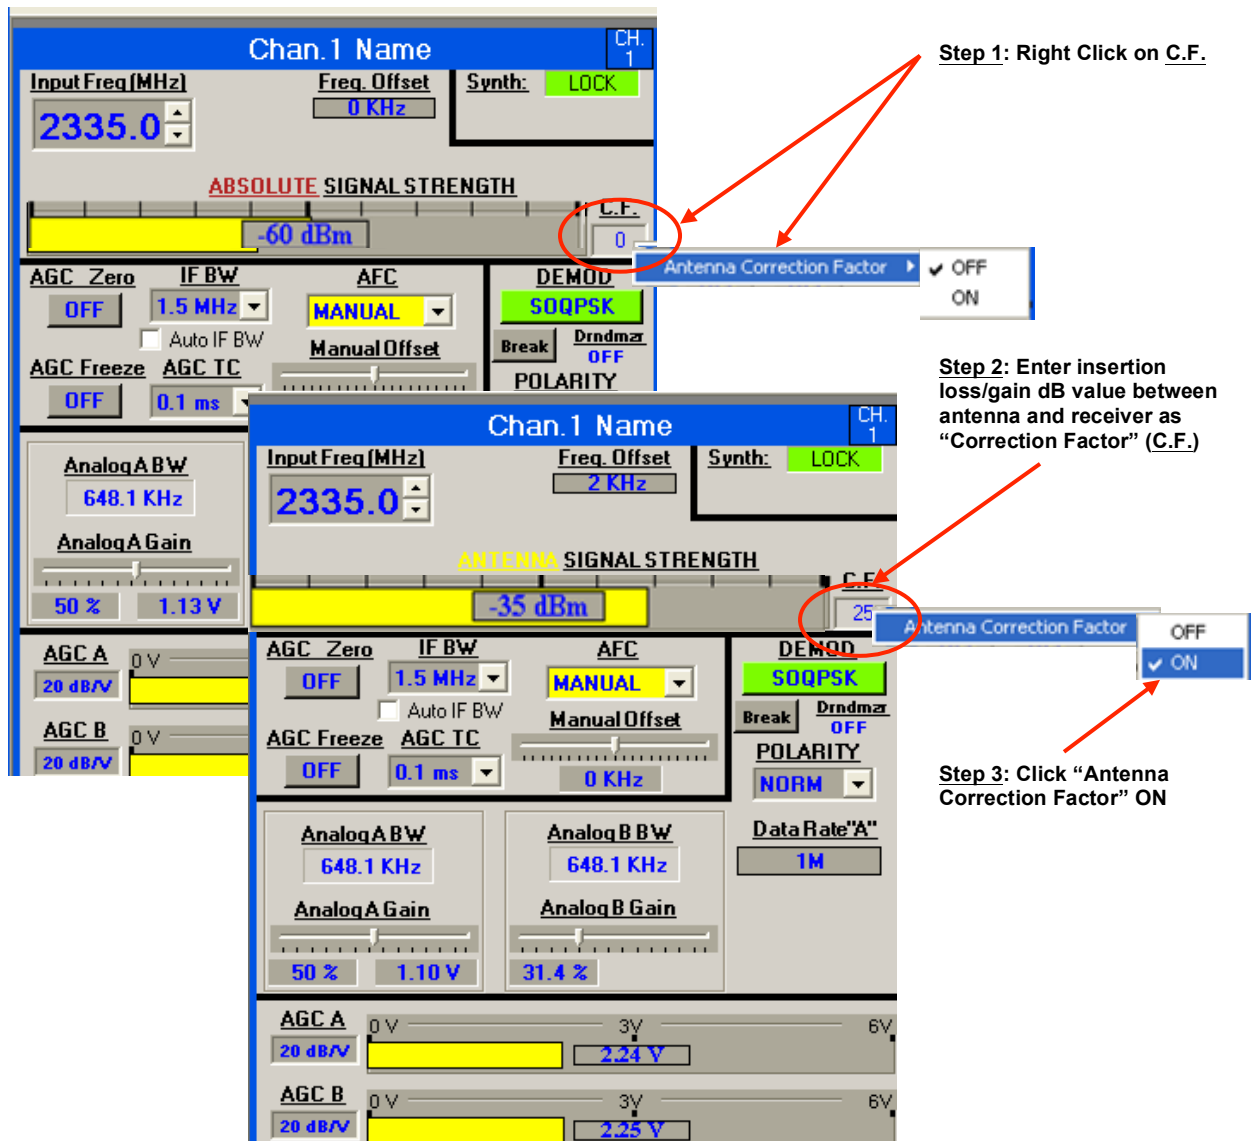 Chan.1 Name
CH.
1
Input Freq (MHz)
Freq. Offset
Synth:
LOCK
2335.0
0 KHz
ABSOLUTE SIGNAL STRENGTH
C.F.
-60 dBm
0
Antenna Correction Factor
OFF
ON
AGC Zero
IF BW
AFC
DEMOD
OFF
1.5 MHz
MANUAL
SOQPSK
Auto IF BW
Manual Offset
Break
Drndmzr
OFF
AGC Freeze
AGC TC
POLARITY
OFF
0.1 ms
Analog A BW
648.1 KHz
Analog A Gain
50 %
1.13 V
AGC A
0 V
20 dB/V
AGC B
0 V
20 dB/V
Step 1: Right Click on C.F.
Step 2: Enter insertion
loss/gain dB value between
antenna and receiver as
“Correction Factor” (C.F.)
Chan.1 Name
CH.
1
Input Freq (MHz)
Freq. Offset
Synth:
LOCK
2335.0
2 KHz
ANTENNA SIGNAL STRENGTH
C.F.
-35 dBm
25
Antenna Correction Factor
OFF
ON
AGC Zero
IF BW
AFC
DEMOD
OFF
1.5 MHz
MANUAL
SOQPSK
Auto IF BW
Manual Offset
Break
Drndmzr
OFF
AGC Freeze
AGC TC
POLARITY
OFF
0.1 ms
0 KHz
NORM
Step 3: Click “Antenna
Correction Factor” ON
Analog A BW
Analog B BW
Data Rate"A"
648.1 KHz
648.1 KHz
1M
Analog A Gain
Analog B Gain
50 %
1.10 V
31.4 %
AGC A
0 V
3V
6V
20 dB/V
2.24 V
AGC B
0 V
3V
6V
20 dB/V
2.25 V